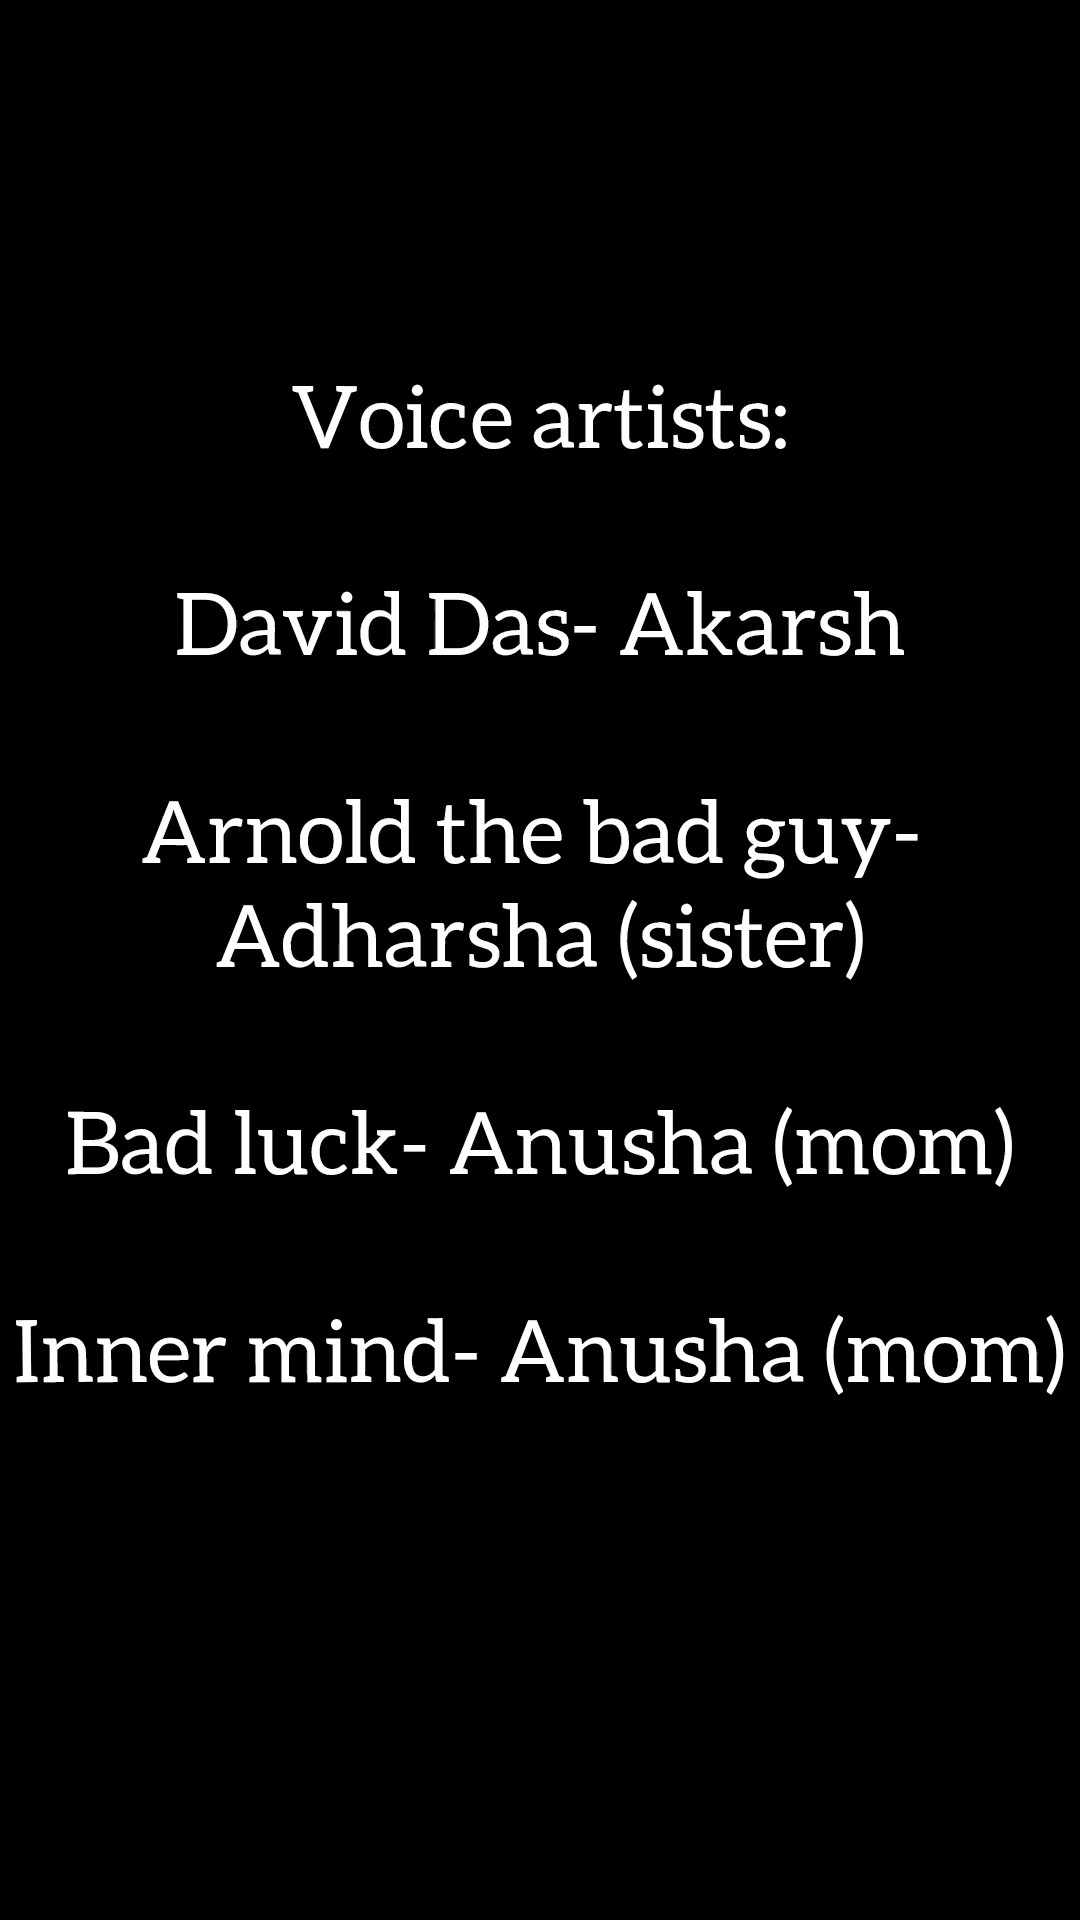 Voice artists:
David Das- Akarsh
Arnold the bad guy-
Adharsha (sister)
Bad luck- Anusha (mom)
Inner mind- Anusha (mom)